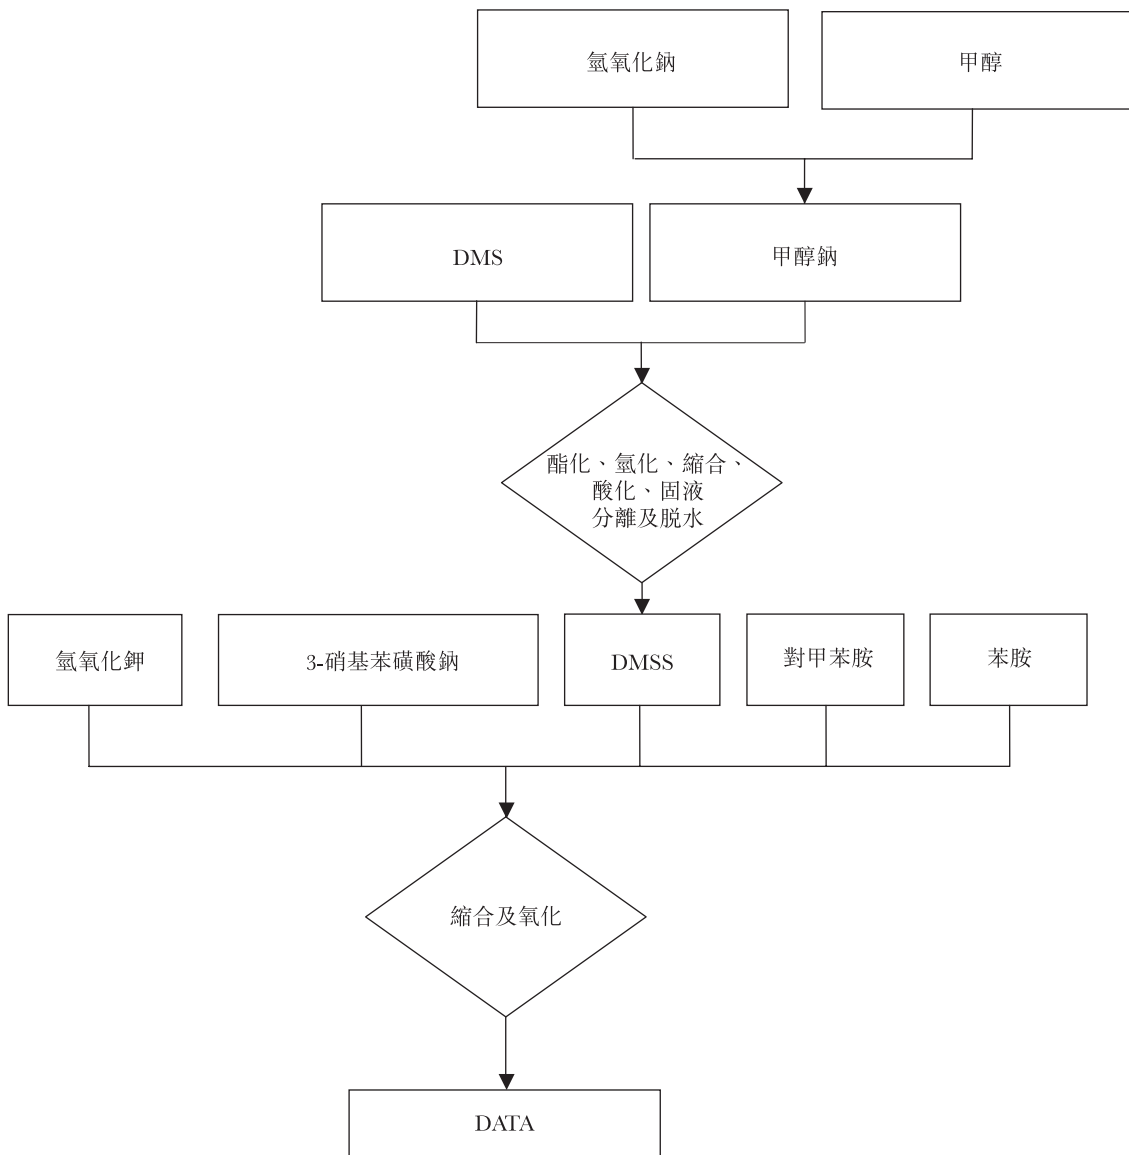 氫氧化鈉
甲醇
DMS
甲醇鈉
酯化、氫化、縮合、
酸化、固液
分離及脱水
氫氧化鉀
3-硝基苯磺酸鈉
DMSS
對甲苯胺
苯胺
縮合及氧化
DATA